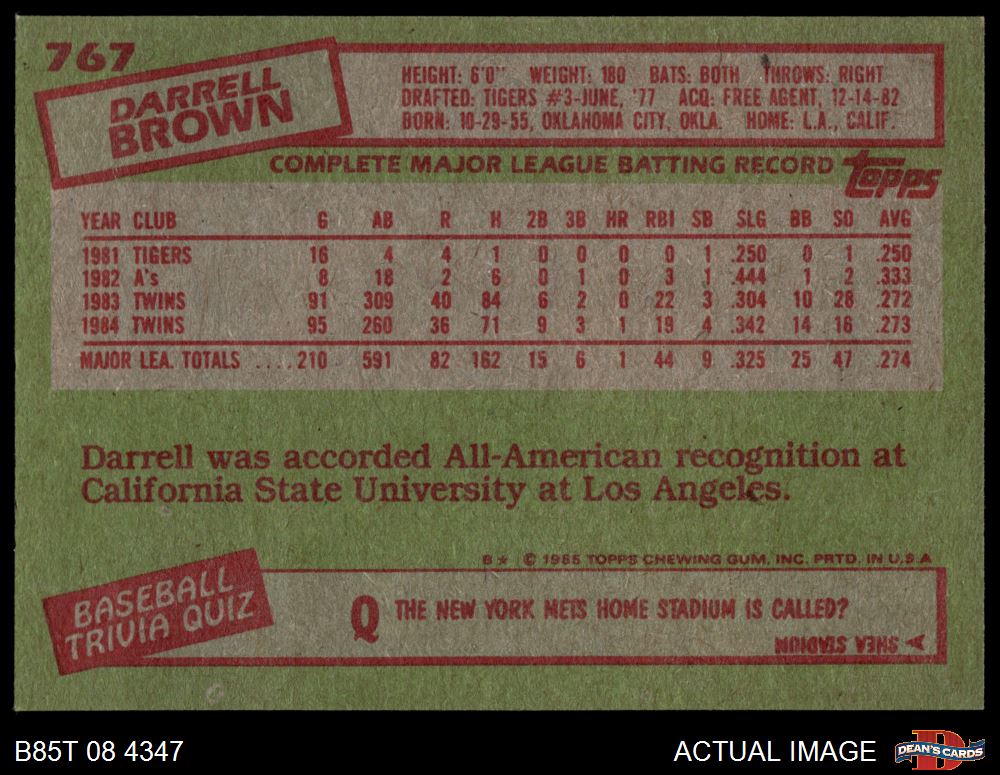 767
DARRELL
BROWN
HEIGHT: 6'0" WEIGHT: 180 BATS: BOTH THROWS: RIGHT
DRAFTED: TIGERS #3-JUNE, '77 ACQ: FREE AGENT, 12-14-82
BORN: 10-29-55, OKLAHOMA CITY, OKLA. HOME: L.A., CALIF.
COMPLETE MAJOR LEAGUE BATTING RECORD
topps
YEAR CLUB G AB R H 2B 3B HR RBI SB SLG BB SO AVG
1981 TIGERS 16 4 4 1 0 0 0 0 1 .250 0 1 .250
1982 A's 8 18 2 6 0 1 0 3 1 .444 1 2 .333
1983 TWINS 91 309 40 84 6 2 0 22 3 .304 10 28 .272
1984 TWINS 95 260 36 71 9 3 1 19 4 .342 14 16 .273
MAJOR LEA. TOTALS ....210 591 82 162 15 6 1 44 9 .325 25 47 .274
Darrell was accorded All-American recognition at
California State University at Los Angeles.
B* © 1985 TOPPS CHEWING GUM, INC. PRTD. IN U.S.A
BASEBALL
TRIVIA QUIZ
Q THE NEW YORK METS HOME STADIUM IS CALLED?
A SHEA STADIUM
B85T 08 4347
ACTUAL IMAGE
D
DEAN'S CARDS